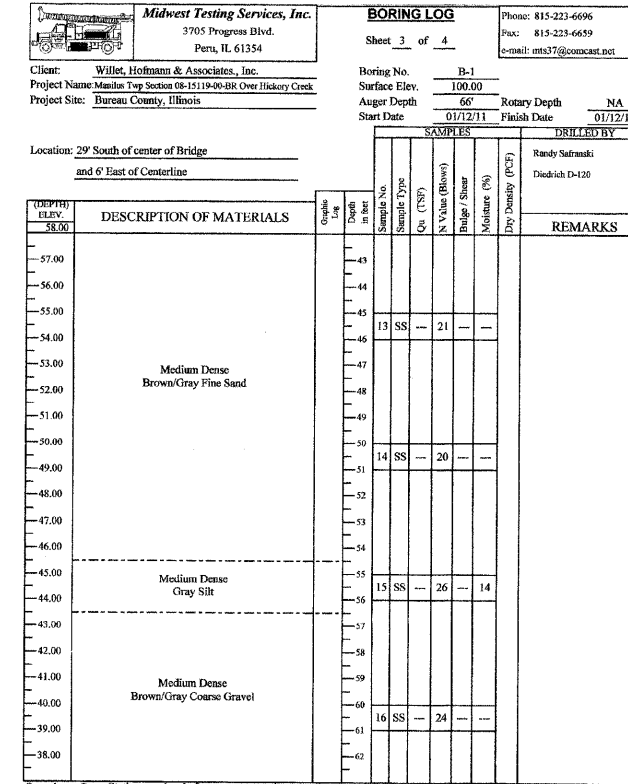 Midwest Testing Services, Inc.
3705 Progress Blvd.
Peru, IL 61354
BORING LOG
Sheet 3 of 4
Phone: 815-223-6696
Fax: 815-223-6659
e-mail: mts37@comcast.net
Client: Willet, Hofmann & Associates., Inc.
Project Name: Manilus Twp Section 08-15119-00-BR Over Hickory Creek
Project Site: Bureau County, Illinois
Boring No. B-1
Surface Elev. 100.00
Auger Depth 66' Rotary Depth NA
Start Date 01/12/11 Finish Date 01/12/1
Location: 29' South of center of Bridge
and 6' East of Centerline
SAMPLES
DRILLED BY
Randy Safranski
Diedrich D-120
REMARKS
(DEPTH)
ELEV.
58.00
DESCRIPTION OF MATERIALS
Graphic Log
Depth in feet
Sample No.
Sample Type
Qu (TSF)
N Value (Blows)
Bulge / Shear
Moisture (%)
Dry Density (PCF)
57.00 43
56.00 44
55.00 45
13 SS --- 21 --- ---
54.00 46
53.00 47
Medium Dense
Brown/Gray Fine Sand
52.00 48
51.00 49
50.00 50
14 SS --- 20 --- ---
49.00 51
48.00 52
47.00 53
46.00 54
45.00 55
Medium Dense
Gray Silt
15 SS --- 26 --- 14
44.00 56
43.00 57
42.00 58
41.00 59
Medium Dense
Brown/Gray Coarse Gravel
40.00 60
16 SS --- 24 --- ---
39.00 61
38.00 62